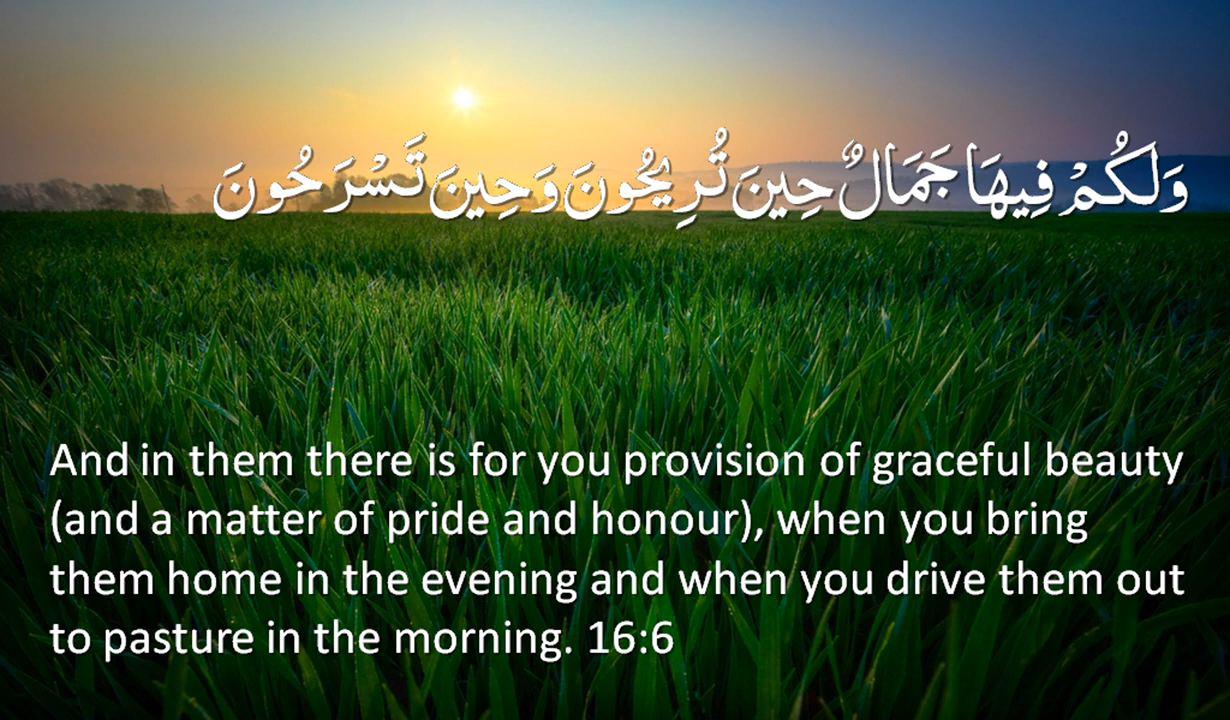 وَلَكُمْ فِيهَا جَمَالٌ حِينَ تُرِيحُونَ وَحِينَ تَسْرَحُونَ
And in them there is for you provision of graceful beauty
(and a matter of pride and honour), when you bring
them home in the evening and when you drive them out
to pasture in the morning. 16:6